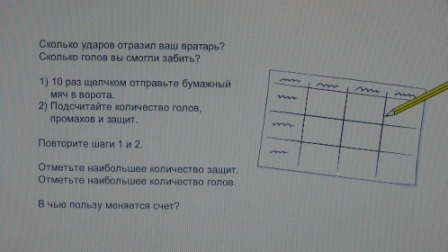 Сколько ударов отразил ваш вратарь?
Сколько голов вы смогли забить?
1) 10 раз щелчком отправьте бумажный
мяч в ворота.
2) Подсчитайте количество голов,
промахов и защит.
Повторите шаги 1 и 2.
Отметьте наибольшее количество защит.
Отметьте наибольшее количество голов.
В чью пользу меняется счет?